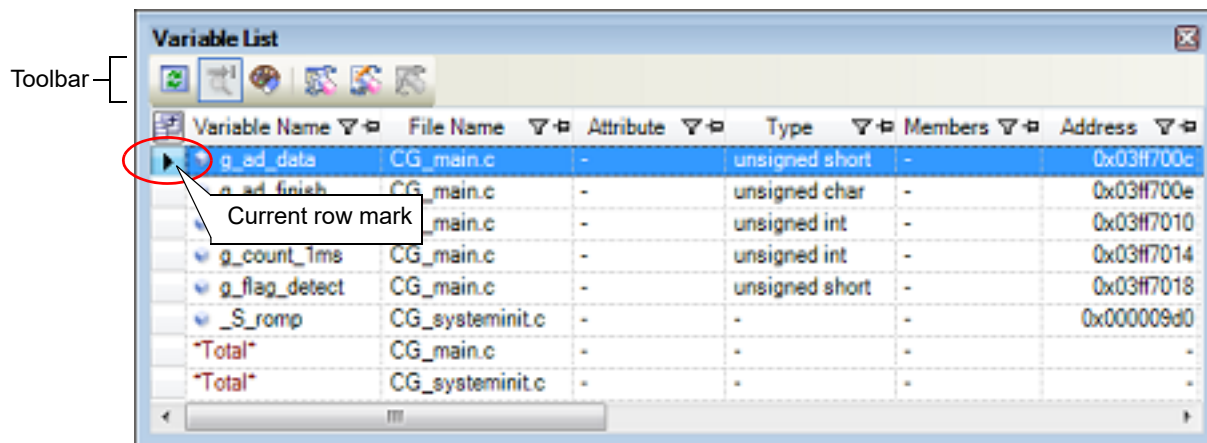 Variable List
Toolbar
Variable Name File Name Attribute Type Members Address
g_ad_data CG_main.c - unsigned short - 0x03ff700c
g_ad_finish CG_main.c - unsigned char - 0x03ff700e
Current row mark
_main.c - unsigned int - 0x03ff7010
g_count_1ms CG_main.c - unsigned int - 0x03ff7014
g_flag_detect CG_main.c - unsigned short - 0x03ff7018
_S_romp CG_systeminit.c - - - 0x000009d0
*Total* CG_main.c - - - -
*Total* CG_systeminit.c - - - -